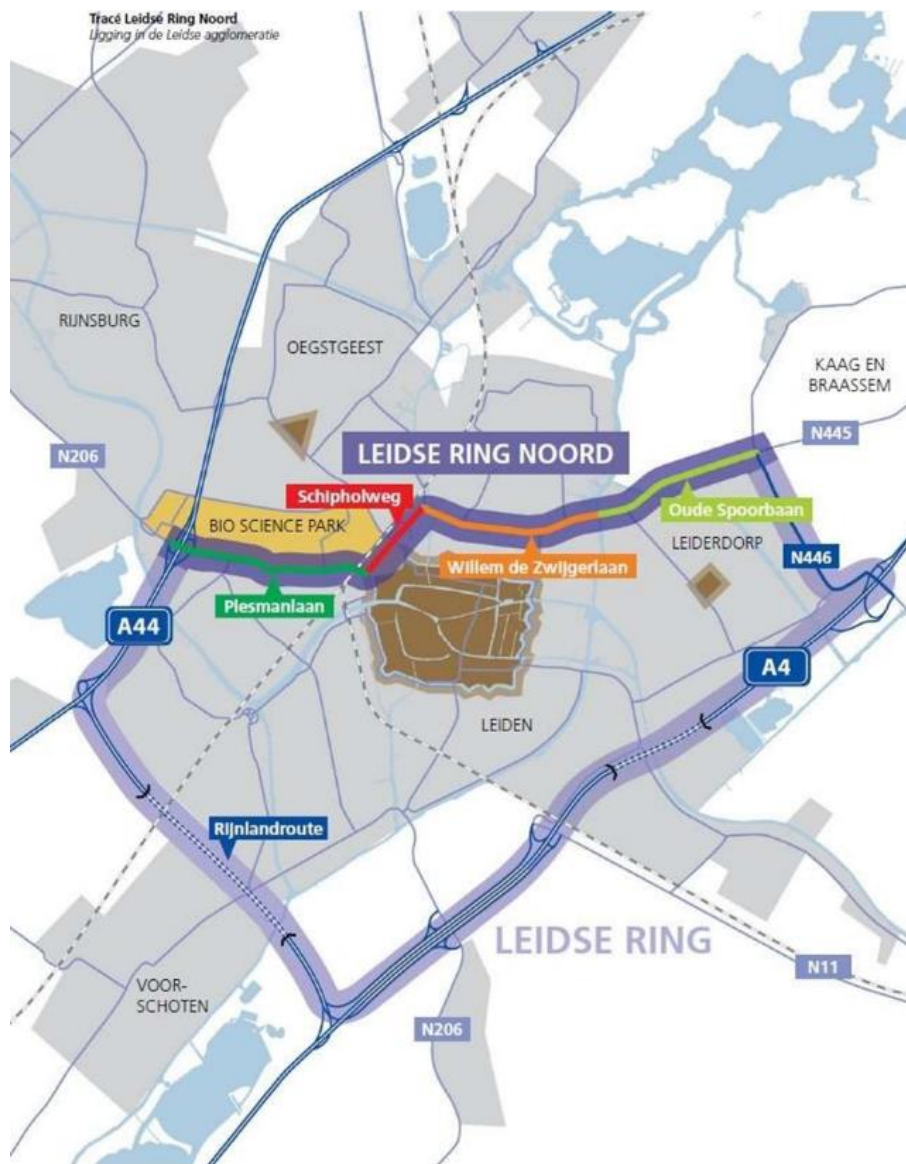 Tracé Leidse Ring Noord
Ligging in de Leidse agglomeratie
RIJNSBURG
OEGSTGEEST
KAAG EN
BRAASSEM
N206
N445
LEIDSE RING NOORD
Schipholweg
BIO SCIENCE PARK
Oude Spoorbaan
LEIDERDORP
N446
Willem de Zwijgerlaan
Plesmanlaan
A44
A4
LEIDEN
Rijnlandroute
LEIDSE RING
N11
VOOR-
SCHOTEN
N206